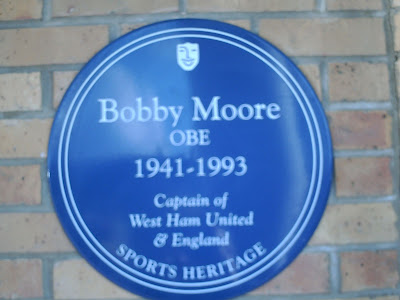 Bobby Moore
OBE
1941-1993
Captain of
West Ham United
& England
SPORTS HERITAGE